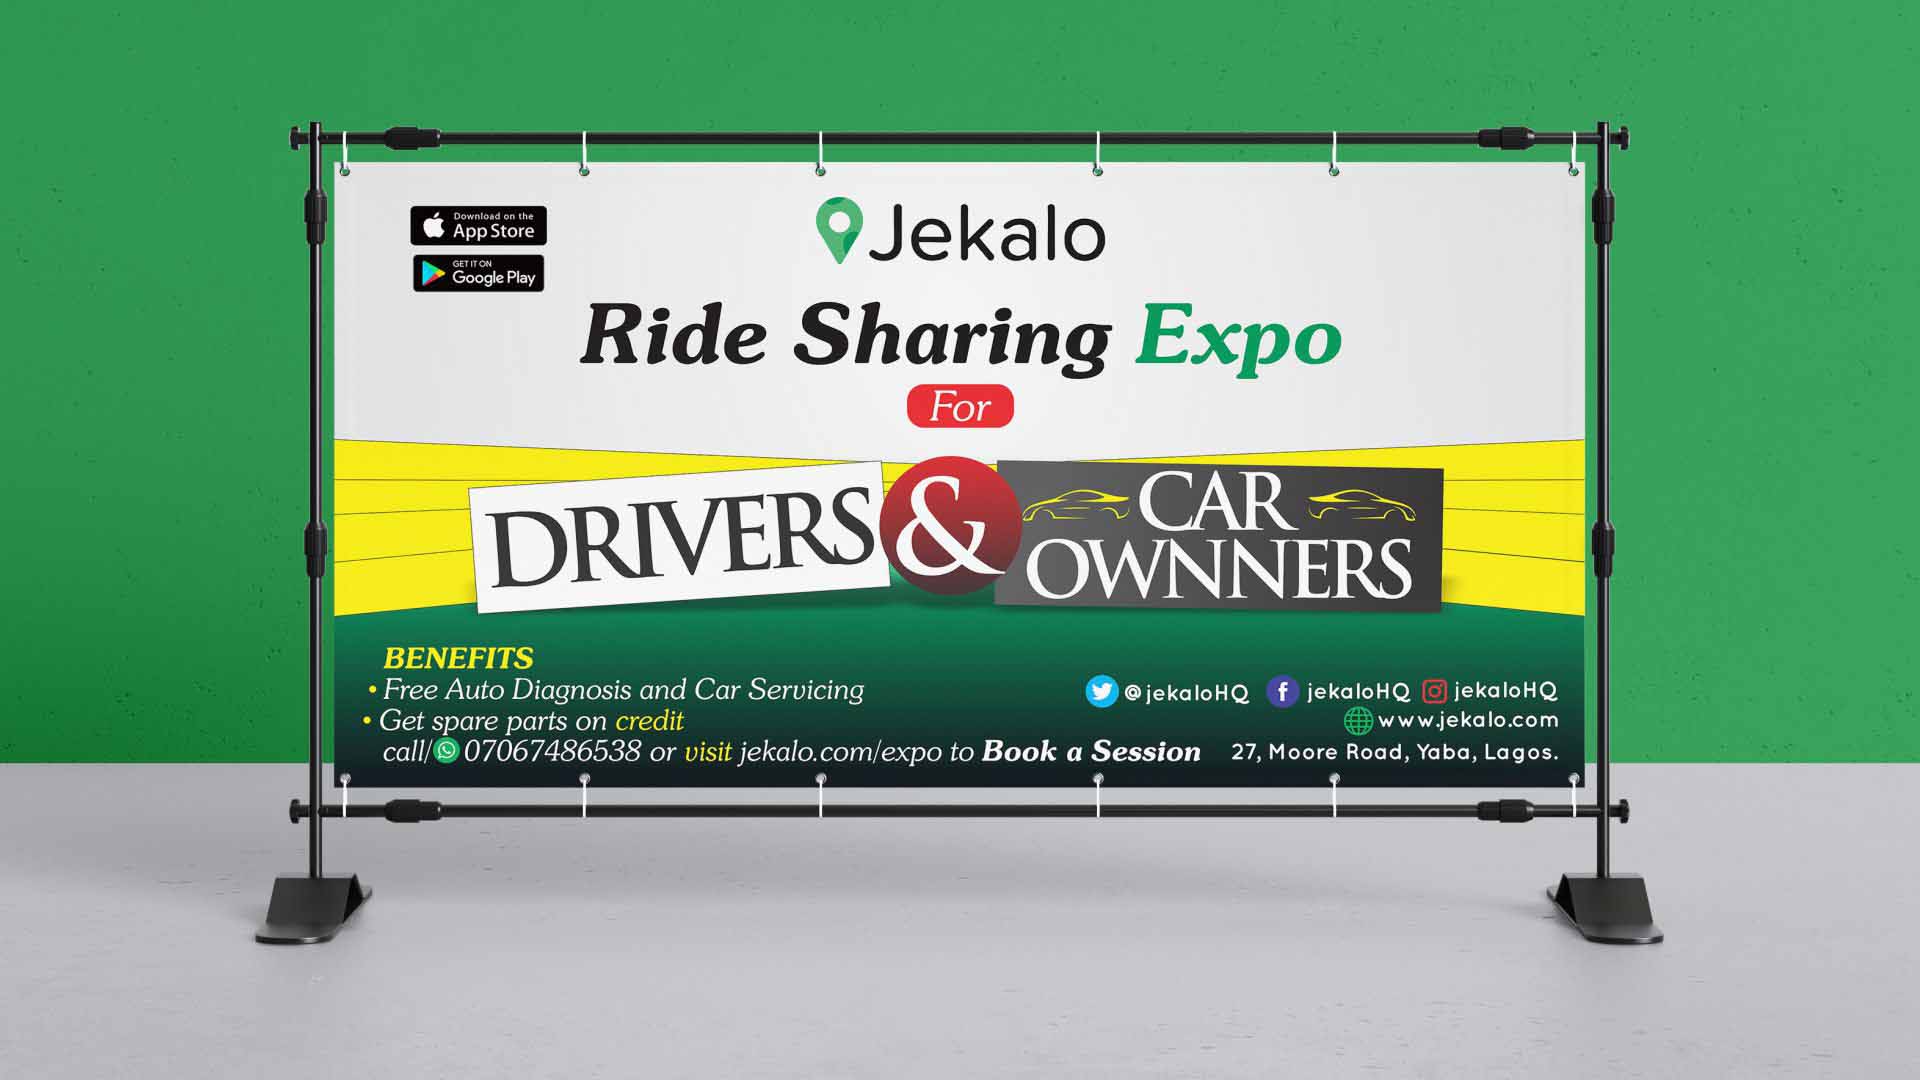 Download on the
App Store
GET IT ON
Google Play
Jekalo
Ride Sharing Expo
For
DRIVERS & CAR
OWNNERS
BENEFITS
• Free Auto Diagnosis and Car Servicing
• Get spare parts on credit
call/ 07067486538 or visit jekalo.com/expo to Book a Session
@jekaloHQ jekaloHQ jekaloHQ
www.jekalo.com
27, Moore Road, Yaba, Lagos.